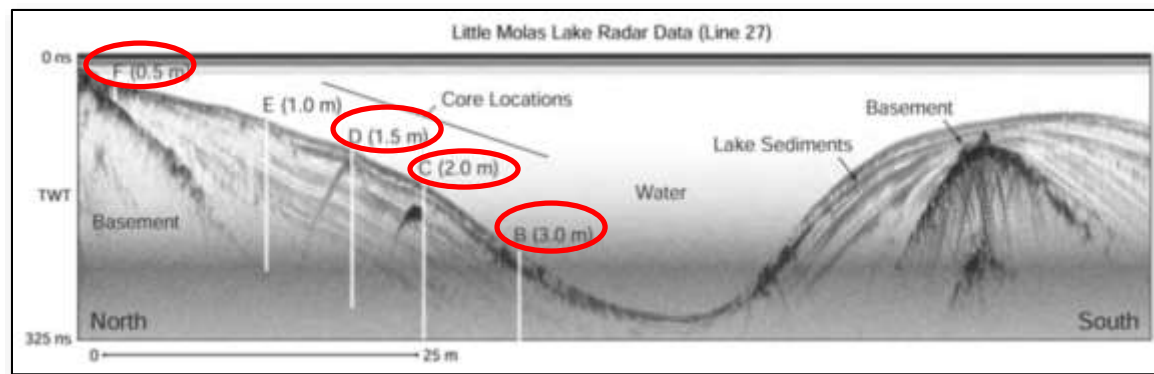 Little Molas Lake Radar Data (Line 27)
0 ns
F (0.5 m)
E (1.0 m)
Core Locations
D (1.5 m)
C (2.0 m)
B (3.0 m)
Basement
Lake Sediments
Water
TWT
Basement
North
South
325 ns
0
25 m